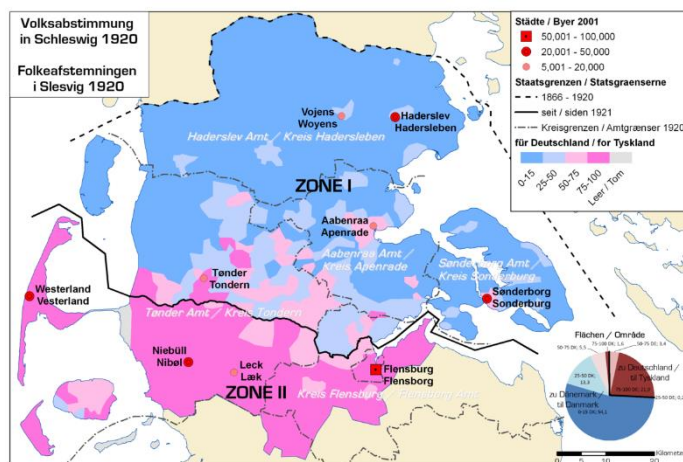 Volksabstimmung
in Schleswig 1920
Folkeafstemningen
i Slesvig 1920
Städte / Byer 2001
50,001 - 100,000
20,001 - 50,000
5,001 - 20,000
Staatsgrenzen / Statsgraenserne
1866 - 1920
seit / siden 1921
Kreisgrenzen / Amtgrænser 1920
für Deutschland / for Tyskland
0-15
25-50
50-75
75-100
Leer / Tom
Vojens
Woyens
Haderslev
Hadersleben
Haderslev Amt / Kreis Hadersleben
ZONE I
Aabenraa
Apenrade
Aabenraa Amt /
Kreis Apenrade
Sønderborg Amt /
Kreis Sonderburg
Sønderborg
Sonderburg
Tønder
Tondern
Tønder Amt / Kreis Tondern
Westerland
Vesterland
Niebüll
Nibøl
Leck
Læk
ZONE II
Flensburg
Flensborg
Kreis Flensburg - Flensborg Amt
Flächen / Område
zu Deutschland /
til Tyskland
zu Dänemark /
til Danmark